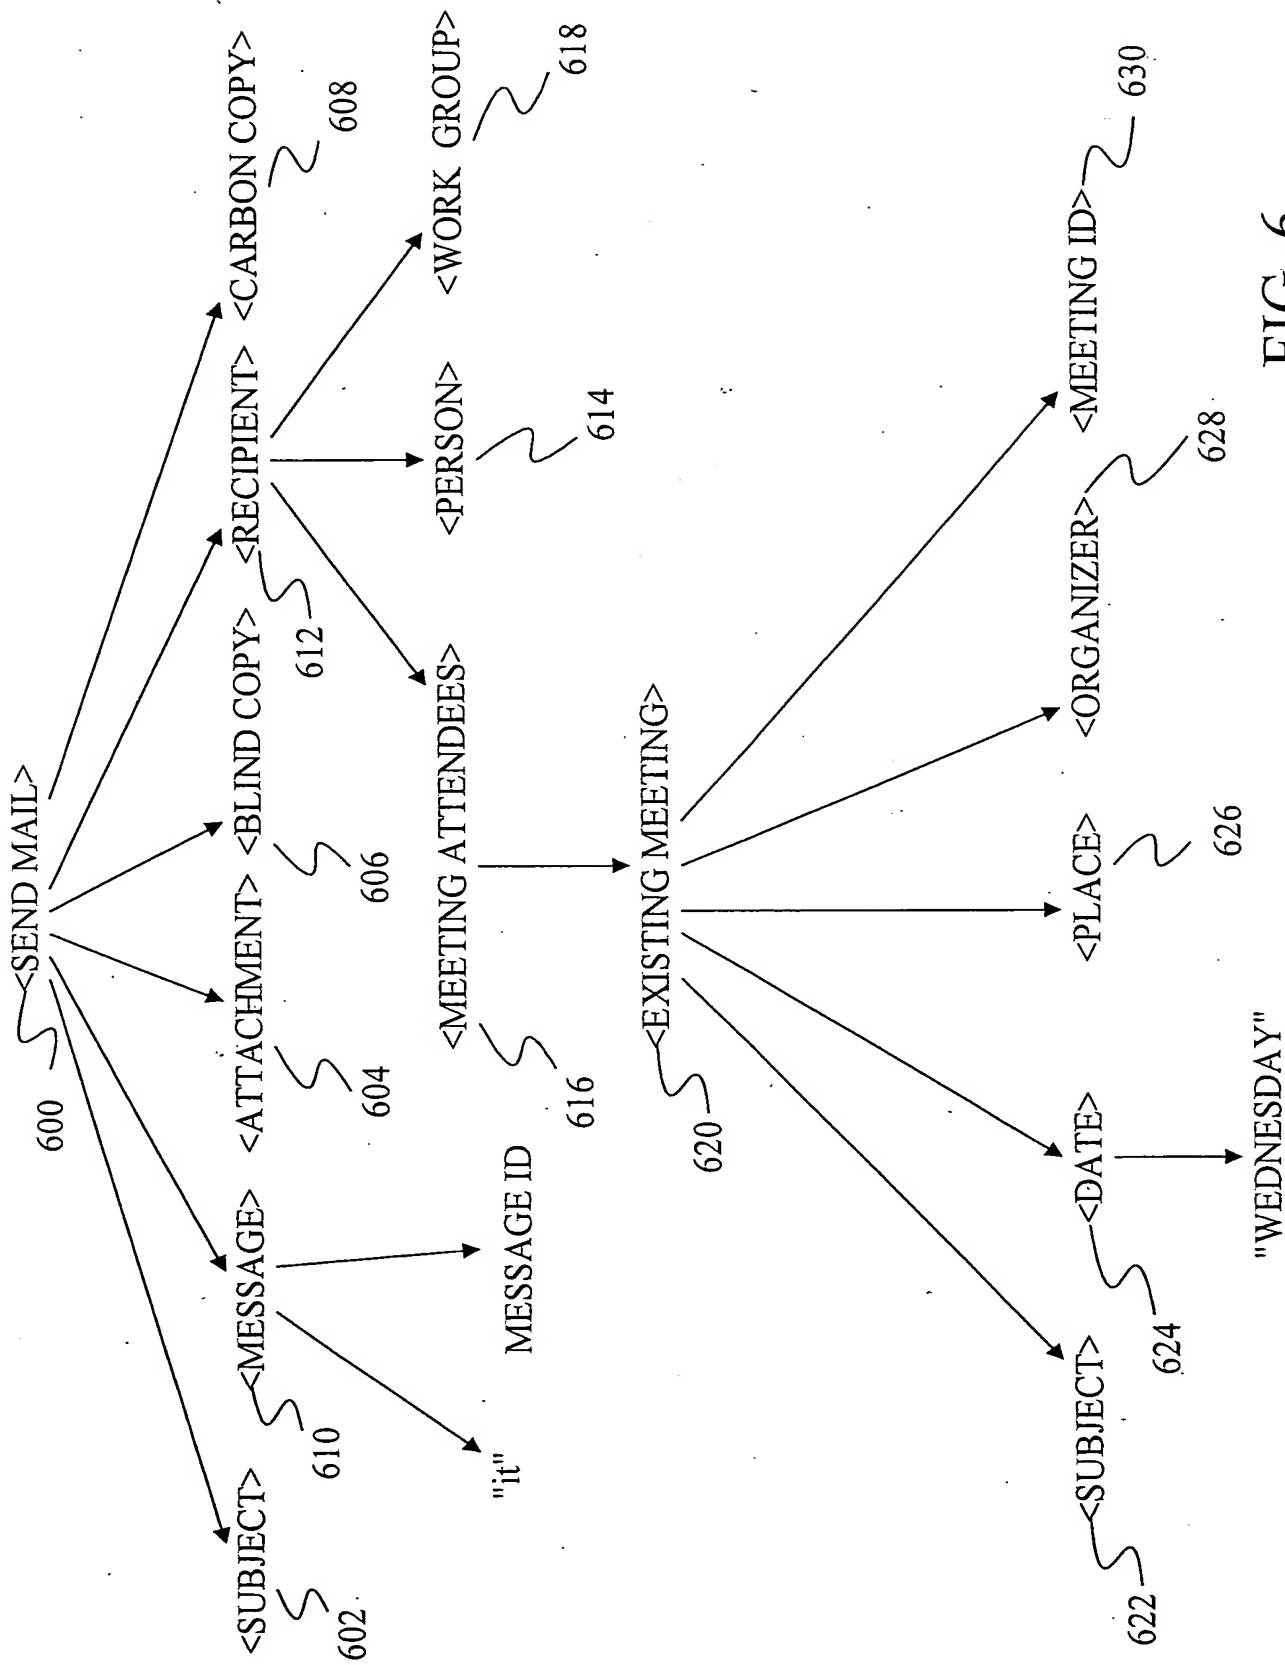 <SEND MAIL>
600
<SUBJECT> <MESSAGE> <ATTACHMENT> <BLIND COPY> <RECIPIENT> <CARBON COPY>
602
610
604
606
612
608
"it"
MESSAGE ID
<MEETING ATTENDEES> <PERSON> <WORK GROUP>
616
614
618
<EXISTING MEETING>
620
<SUBJECT> <DATE> <PLACE> <ORGANIZER> <MEETING ID>
622
624
626
628
630
"WEDNESDAY"
FIG. 6